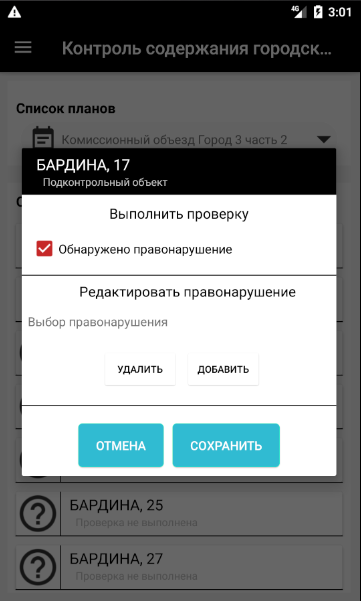 4G 3:01
Контроль содержания городск...
Список планов
Комиссионный объезд Город 3 часть 2
БАРДИНА, 17
Подконтрольный объект
Выполнить проверку
Обнаружено правонарушение
Редактировать правонарушение
Выбор правонарушения
УДАЛИТЬ ДОБАВИТЬ
ОТМЕНА СОХРАНИТЬ
БАРДИНА, 25
Проверка не выполнена
БАРДИНА, 27
Проверка не выполнена